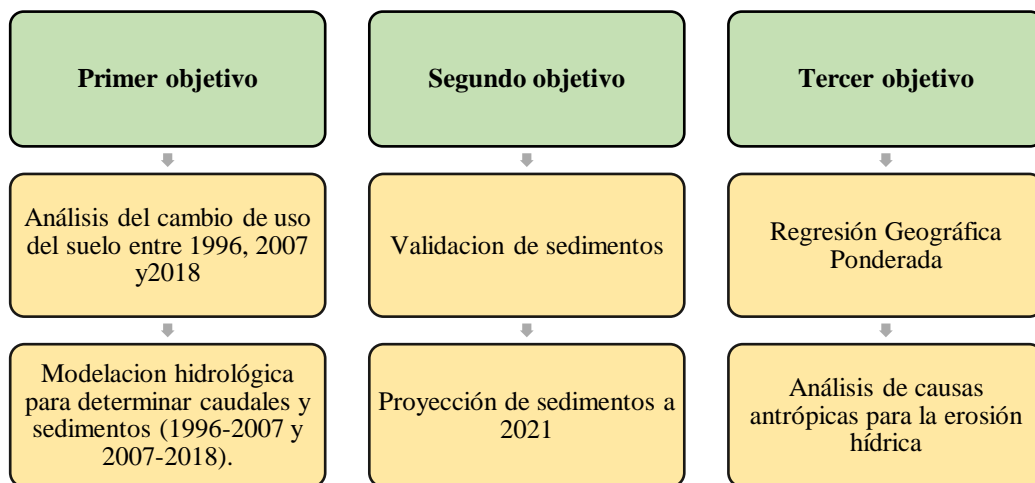 Primer objetivo
Análisis del cambio de uso
del suelo entre 1996, 2007
y2018
Modelacion hidrológica
para determinar caudales y
sedimentos (1996-2007 y
2007-2018).
Segundo objetivo
Validacion de sedimentos
Proyección de sedimentos a
2021
Tercer objetivo
Regresión Geográfica
Ponderada
Análisis de causas
antrópicas para la erosión
hídrica